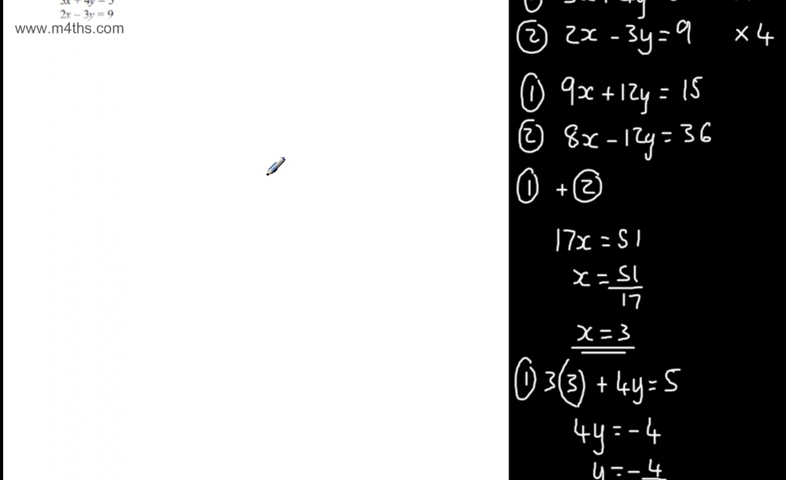 2x − 3y = 9
www.m4ths.com
② 2x - 3y = 9 × 4
① 9x + 12y = 15
② 8x - 12y = 36
① + ②
17x = 51
x = 51
17
x = 3
① 3(3) + 4y = 5
4y = -4
y = -4